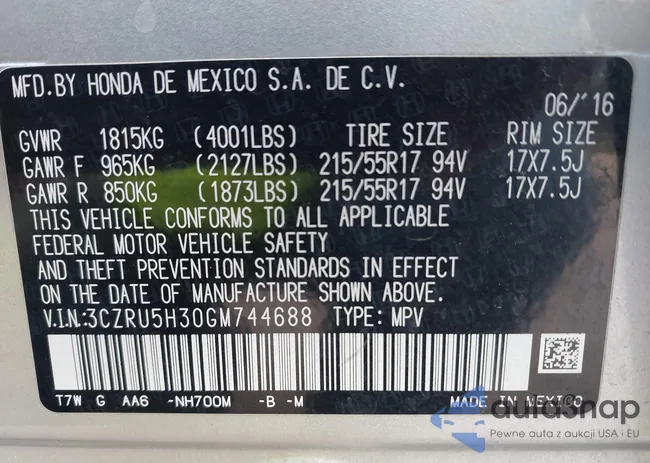 MFD.BY HONDA DE MEXICO S.A. DE C.V.
06/'16
GVWR 1815KG (4001LBS) TIRE SIZE RIM SIZE
GAWR F 965KG (2127LBS) 215/55R17 94V 17X7.5J
GAWR R 850KG (1873LBS) 215/55R17 94V 17X7.5J
THIS VEHICLE CONFORMS TO ALL APPLICABLE
FEDERAL MOTOR VEHICLE SAFETY
AND THEFT PREVENTION STANDARDS IN EFFECT
ON THE DATE OF MANUFACTURE SHOWN ABOVE.
V.I.N:3CZRU5H30GM744688 TYPE: MPV
T7W G AA6 -NH700M -B -M MADE IN MEXICO
autaSnap
Pewne auta z aukcji USA i EU